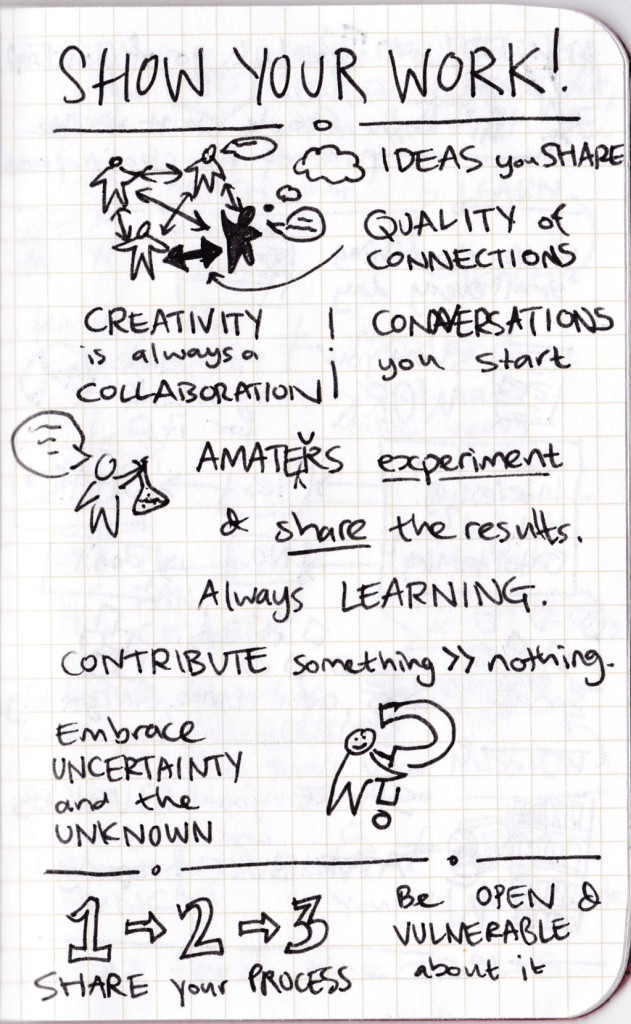 SHOW YOUR WORK!
IDEAS you SHARE
QUALITY of
CONNECTIONS
CREATIVITY
is always a
COLLABORATION
CONVERSATIONS
you start
AMATEURS experiment
& share the results.
Always LEARNING.
CONTRIBUTE something >> nothing.
Embrace
UNCERTAINTY
and the
UNKNOWN
1 ⇒ 2 ⇒ 3
SHARE your PROCESS
Be OPEN &
VULNERABLE
about it